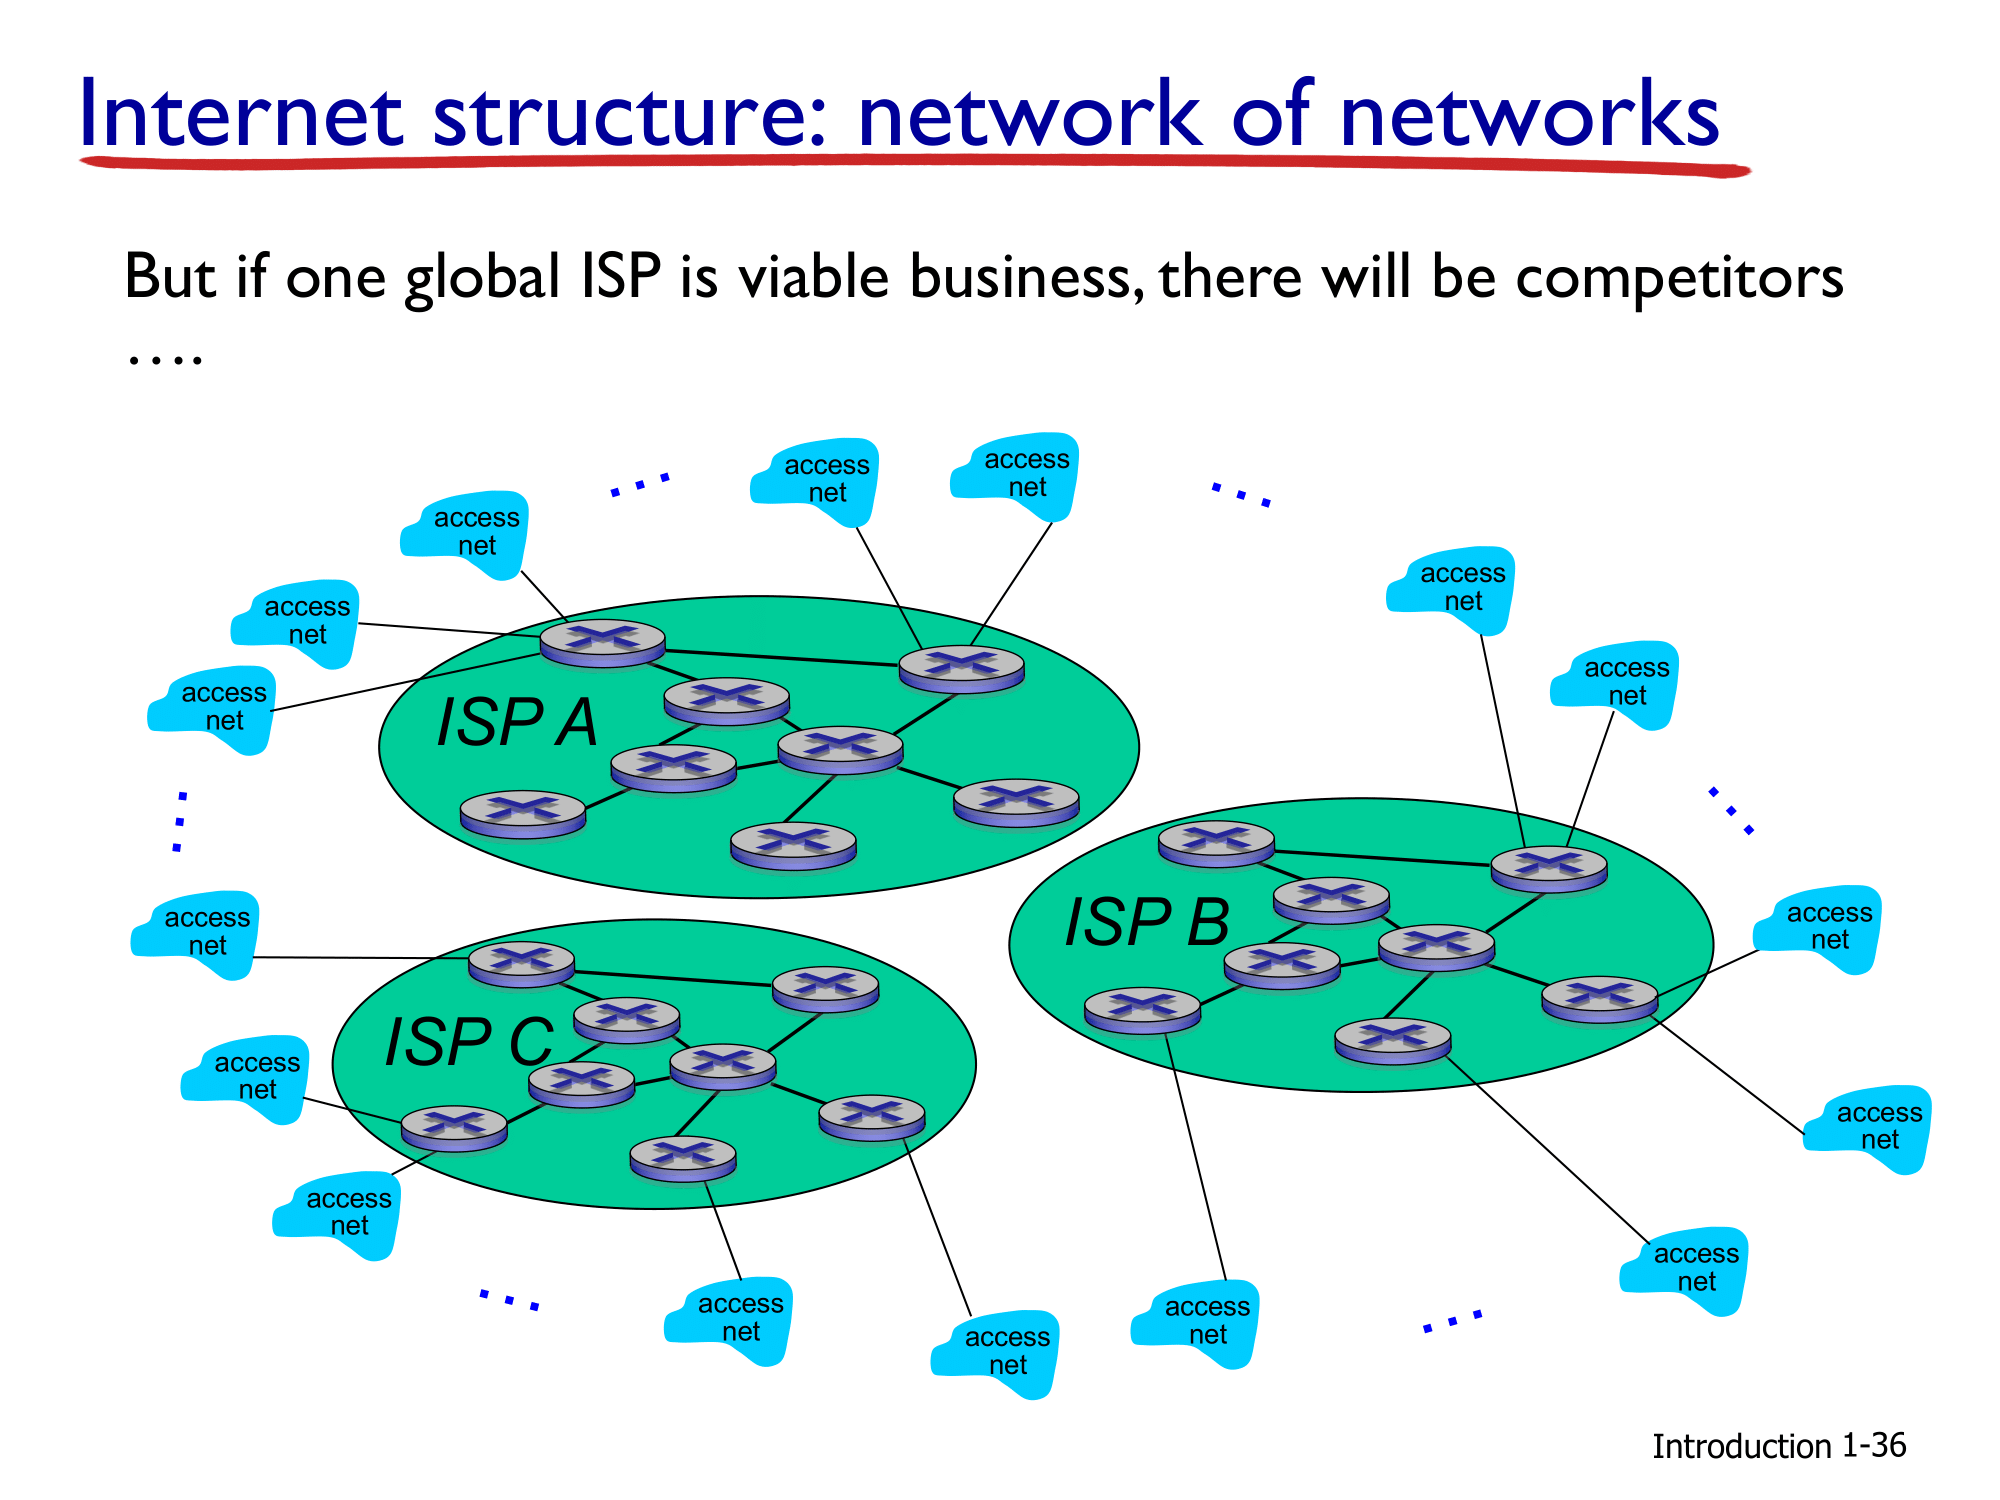 Internet structure: network of networks
But if one global ISP is viable business, there will be competitors
….
access
net
access
net
access
net
access
net
access
net
access
net
access
net
ISP A
access
net
ISP B
access
net
access
net
ISP C
access
net
access
net
access
net
access
net
access
net
access
net
access
net
Introduction 1-36